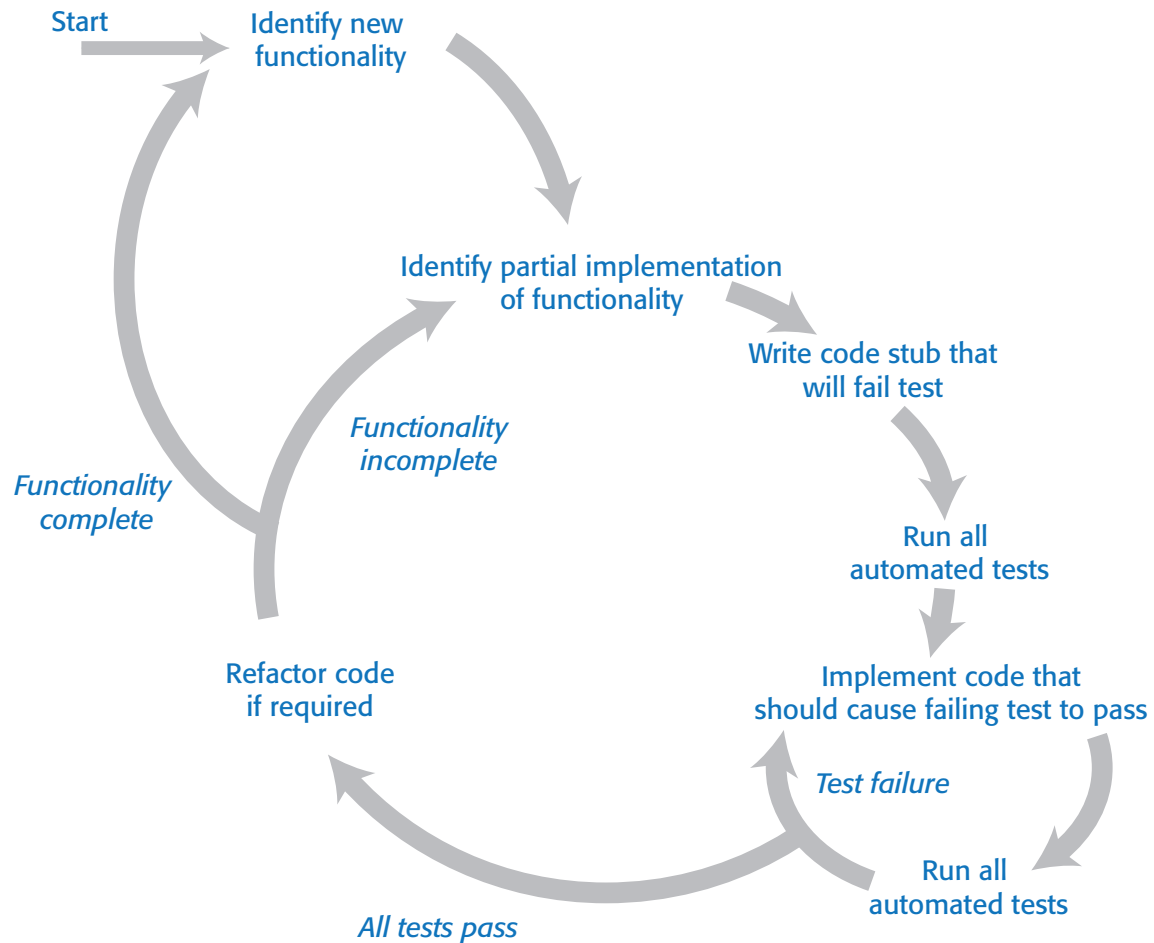 Start
Identify new
functionality
Identify partial implementation
of functionality
Write code stub that
will fail test
Functionality
incomplete
Functionality
complete
Run all
automated tests
Refactor code
if required
Implement code that
should cause failing test to pass
Test failure
Run all
automated tests
All tests pass